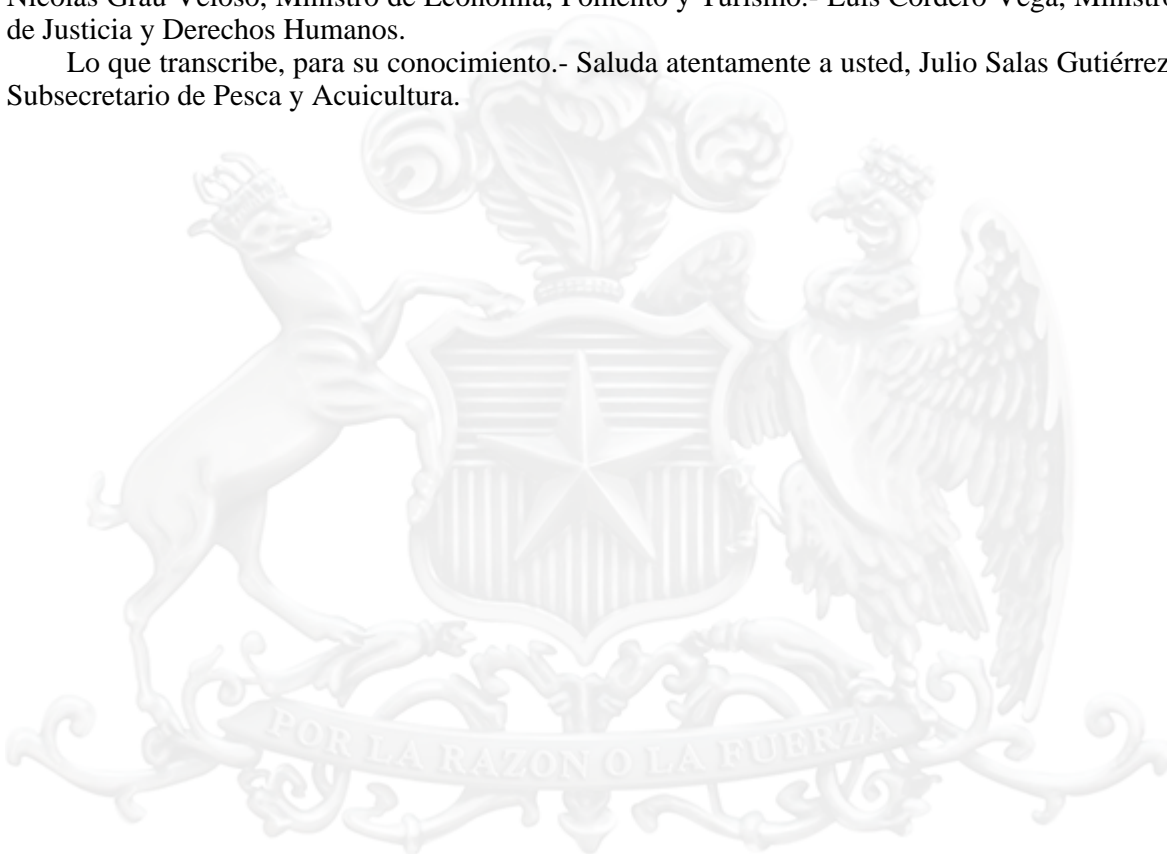 Nicolás Grau Veloso, Ministro de Economía, Fomento y Turismo.- Luis Cordero Vega, Ministro
de Justicia y Derechos Humanos.
Lo que transcribe, para su conocimiento.- Saluda atentamente a usted, Julio Salas Gutiérrez
Subsecretario de Pesca y Acuicultura.
POR LA RAZON O LA FUERZA